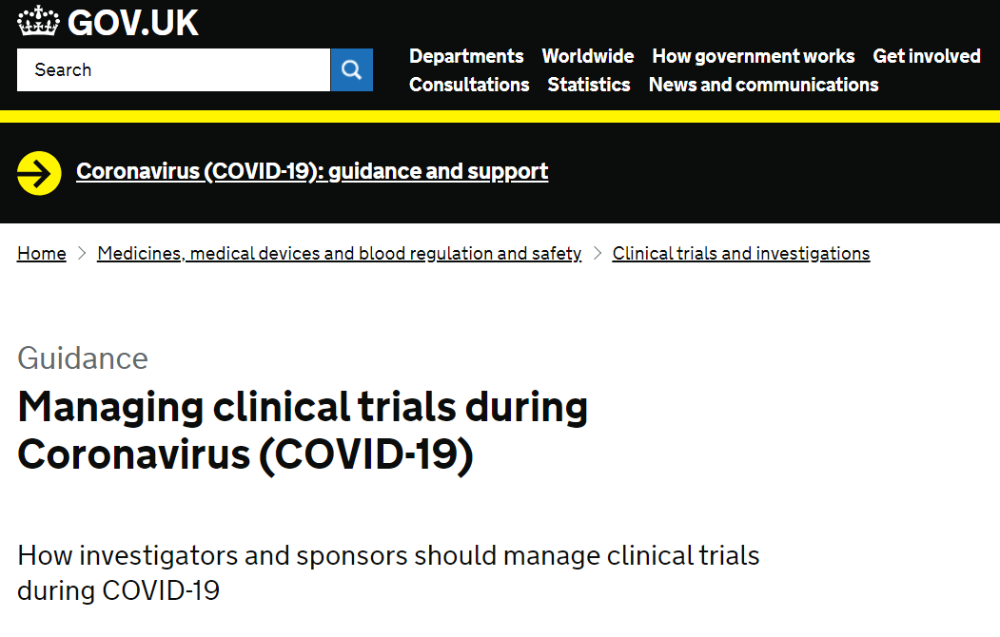 GOV.UK
Search
Departments Worldwide How government works Get involved
Consultations Statistics News and communications
Coronavirus (COVID-19): guidance and support
Home > Medicines, medical devices and blood regulation and safety > Clinical trials and investigations
Guidance
Managing clinical trials during
Coronavirus (COVID-19)
How investigators and sponsors should manage clinical trials
during COVID-19